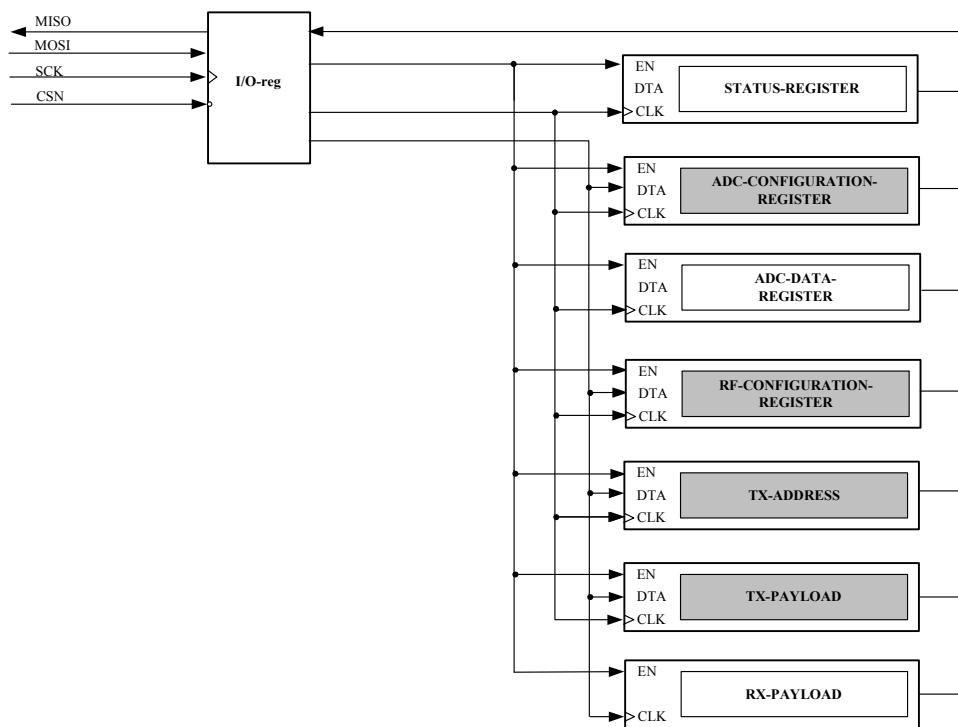 MISO
MOSI
SCK
CSN
I/O-reg
EN
DTA
CLK
STATUS-REGISTER
EN
DTA
CLK
ADC-CONFIGURATION-
REGISTER
EN
DTA
CLK
ADC-DATA-
REGISTER
EN
DTA
CLK
RF-CONFIGURATION-
REGISTER
EN
DTA
CLK
TX-ADDRESS
EN
DTA
CLK
TX-PAYLOAD
EN
CLK
RX-PAYLOAD